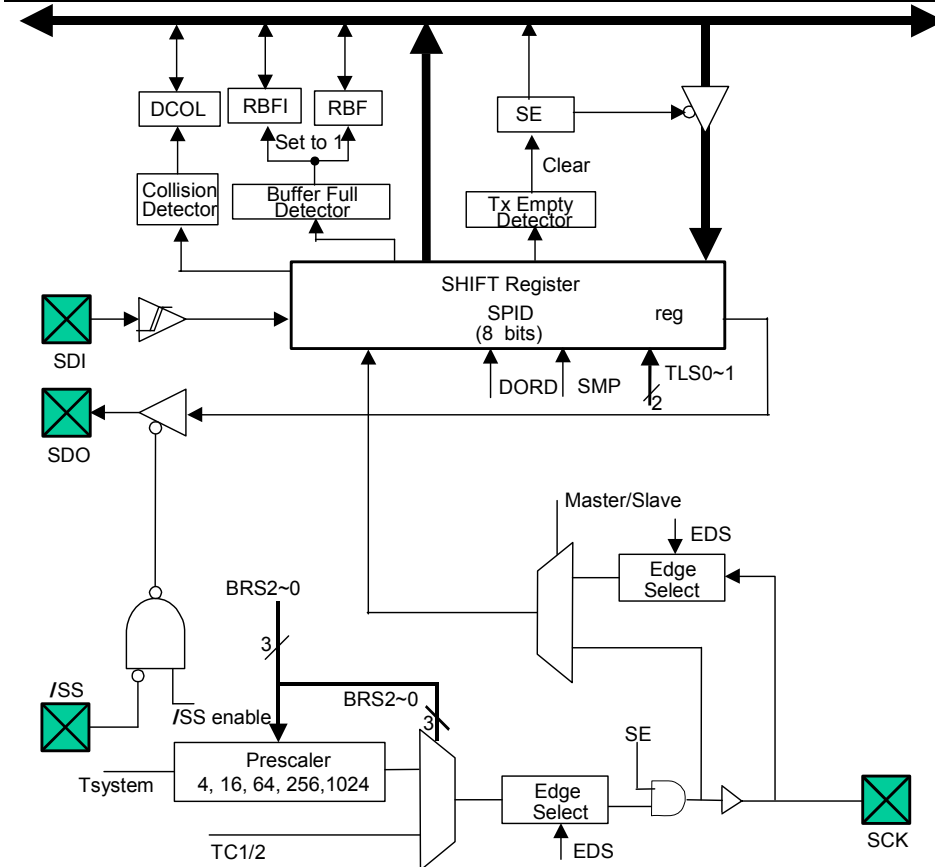 DCOL
RBFI
RBF
SE
Set to 1
Clear
Collision
Detector
Buffer Full
Detector
Tx Empty
Detector
SHIFT Register
SPID
reg
(8 bits)
SDI
DORD
SMP
TLS0~1
2
SDO
Master/Slave
EDS
Edge
Select
BRS2~0
3
/SS
/SS enable
BRS2~0
3
SE
Prescaler
4, 16, 64, 256,1024
Tsystem
Edge
Select
TC1/2
EDS
SCK